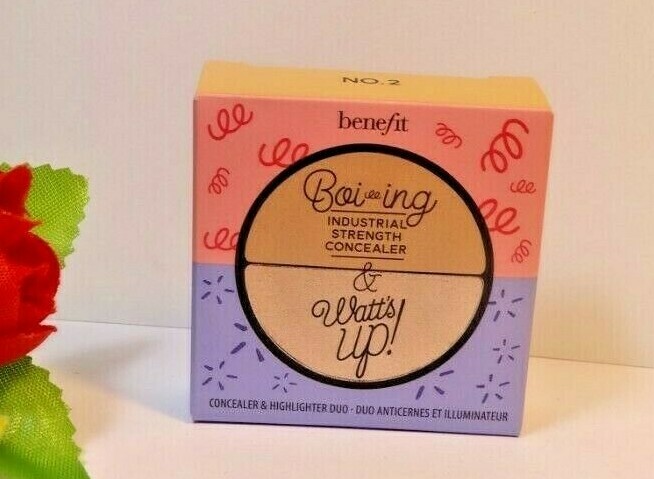 NO. 2
benefit
Boi-ing
INDUSTRIAL
STRENGTH
CONCEALER
&
Watt's
up!
CONCEALER & HIGHLIGHTER DUO · DUO ANTICERNES ET ILLUMINATEUR